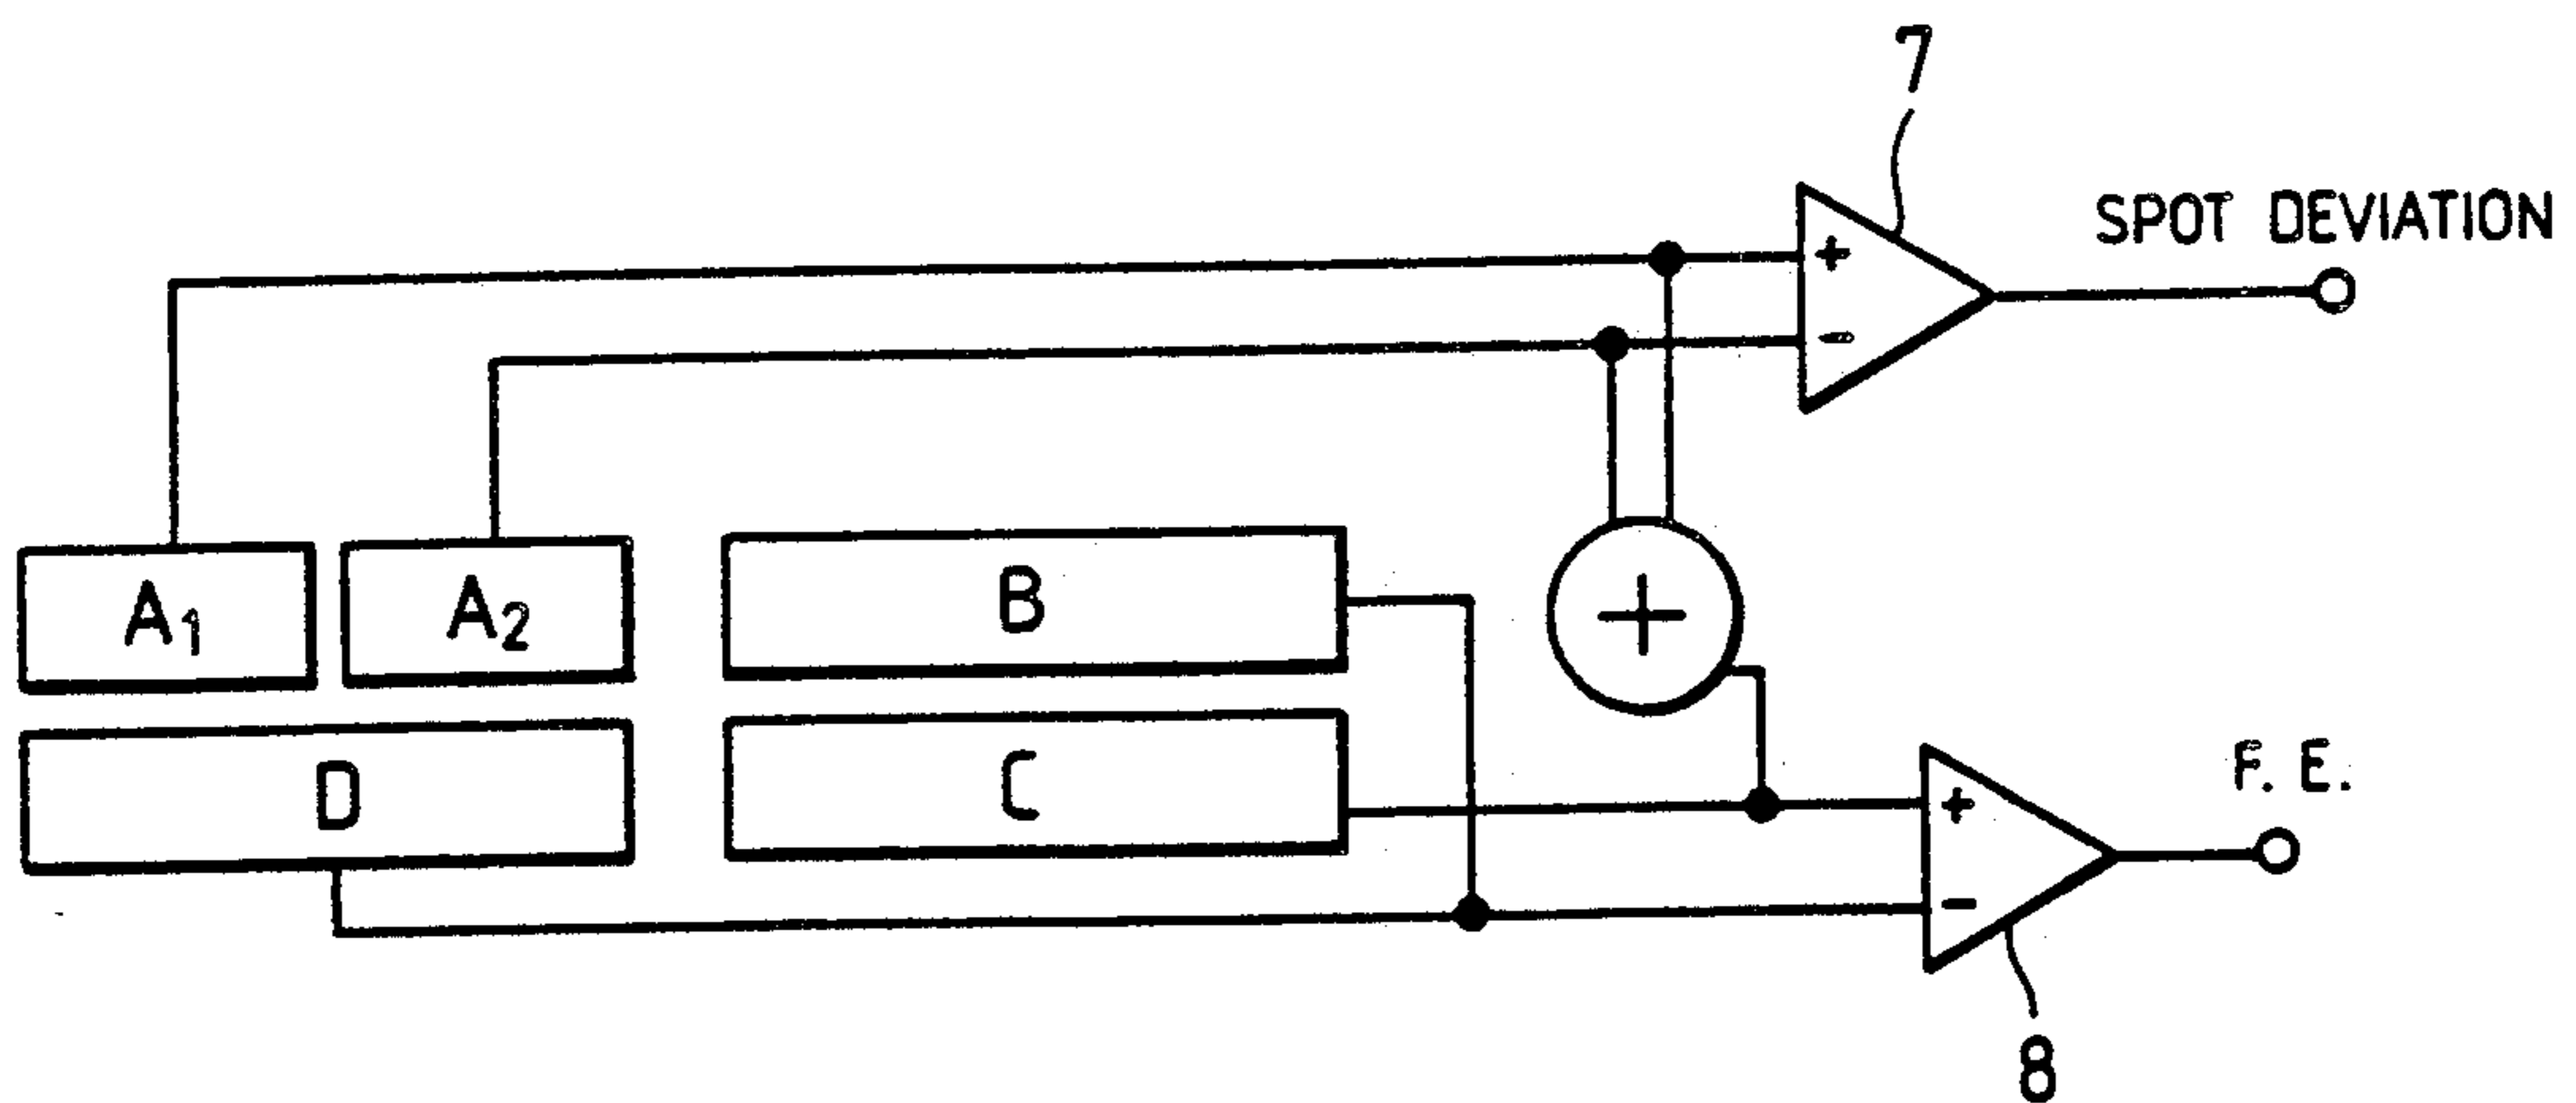 7
SPOT DEVIATION
+
-
A1
A2
B
+
D
C
F. E.
+
-
8